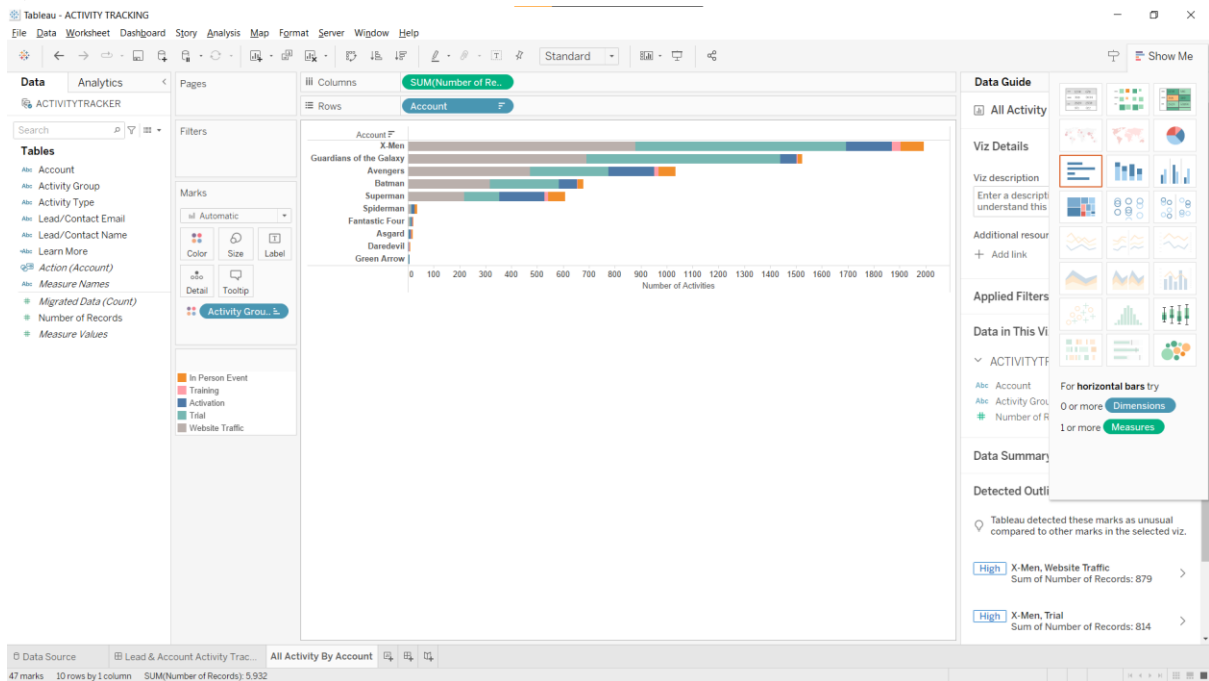 Tableau - ACTIVITY TRACKING
File Data Worksheet Dashboard Story Analysis Map Format Server Window Help
Standard
Show Me
Data Analytics
ACTIVITYTRACKER
Search
Tables
Abc Account
Abc Activity Group
Abc Activity Type
Abc Lead/Contact Email
Abc Lead/Contact Name
Abc Learn More
Action (Account)
Abc Measure Names
# Migrated Data (Count)
# Number of Records
# Measure Values
Pages
Filters
Marks
Automatic
Color Size Label
Detail Tooltip
Activity Grou..
In Person Event
Training
Activation
Trial
Website Traffic
Columns SUM(Number of Re..
Rows Account
Account
X-Men
Guardians of the Galaxy
Avengers
Batman
Superman
Spiderman
Fantastic Four
Asgard
Daredevil
Green Arrow
0 100 200 300 400 500 600 700 800 900 1000 1100 1200 1300 1400 1500 1600 1700 1800 1900 2000
Number of Activities
Data Guide
All Activity
Viz Details
Viz description
Enter a descripti
understand this
Additional resour
+ Add link
Applied Filters
Data in This Vi
ACTIVITYTF
Abc Account
Abc Activity Grou
# Number of R
Data Summary
Detected Outli
Tableau detected these marks as unusual
compared to other marks in the selected viz.
High X-Men, Website Traffic
Sum of Number of Records: 879
High X-Men, Trial
Sum of Number of Records: 814
For horizontal bars try
0 or more Dimensions
1 or more Measures
Data Source Lead & Account Activity Trac... All Activity By Account
47 marks 10 rows by 1 column SUM(Number of Records): 5,932